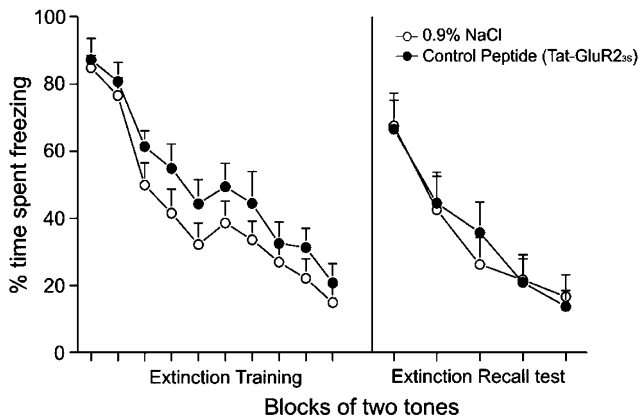 100
80
60
40
20
0
% time spent freezing
0.9% NaCl
Control Peptide (Tat-GluR2₃ₛ)
Extinction Training
Extinction Recall test
Blocks of two tones